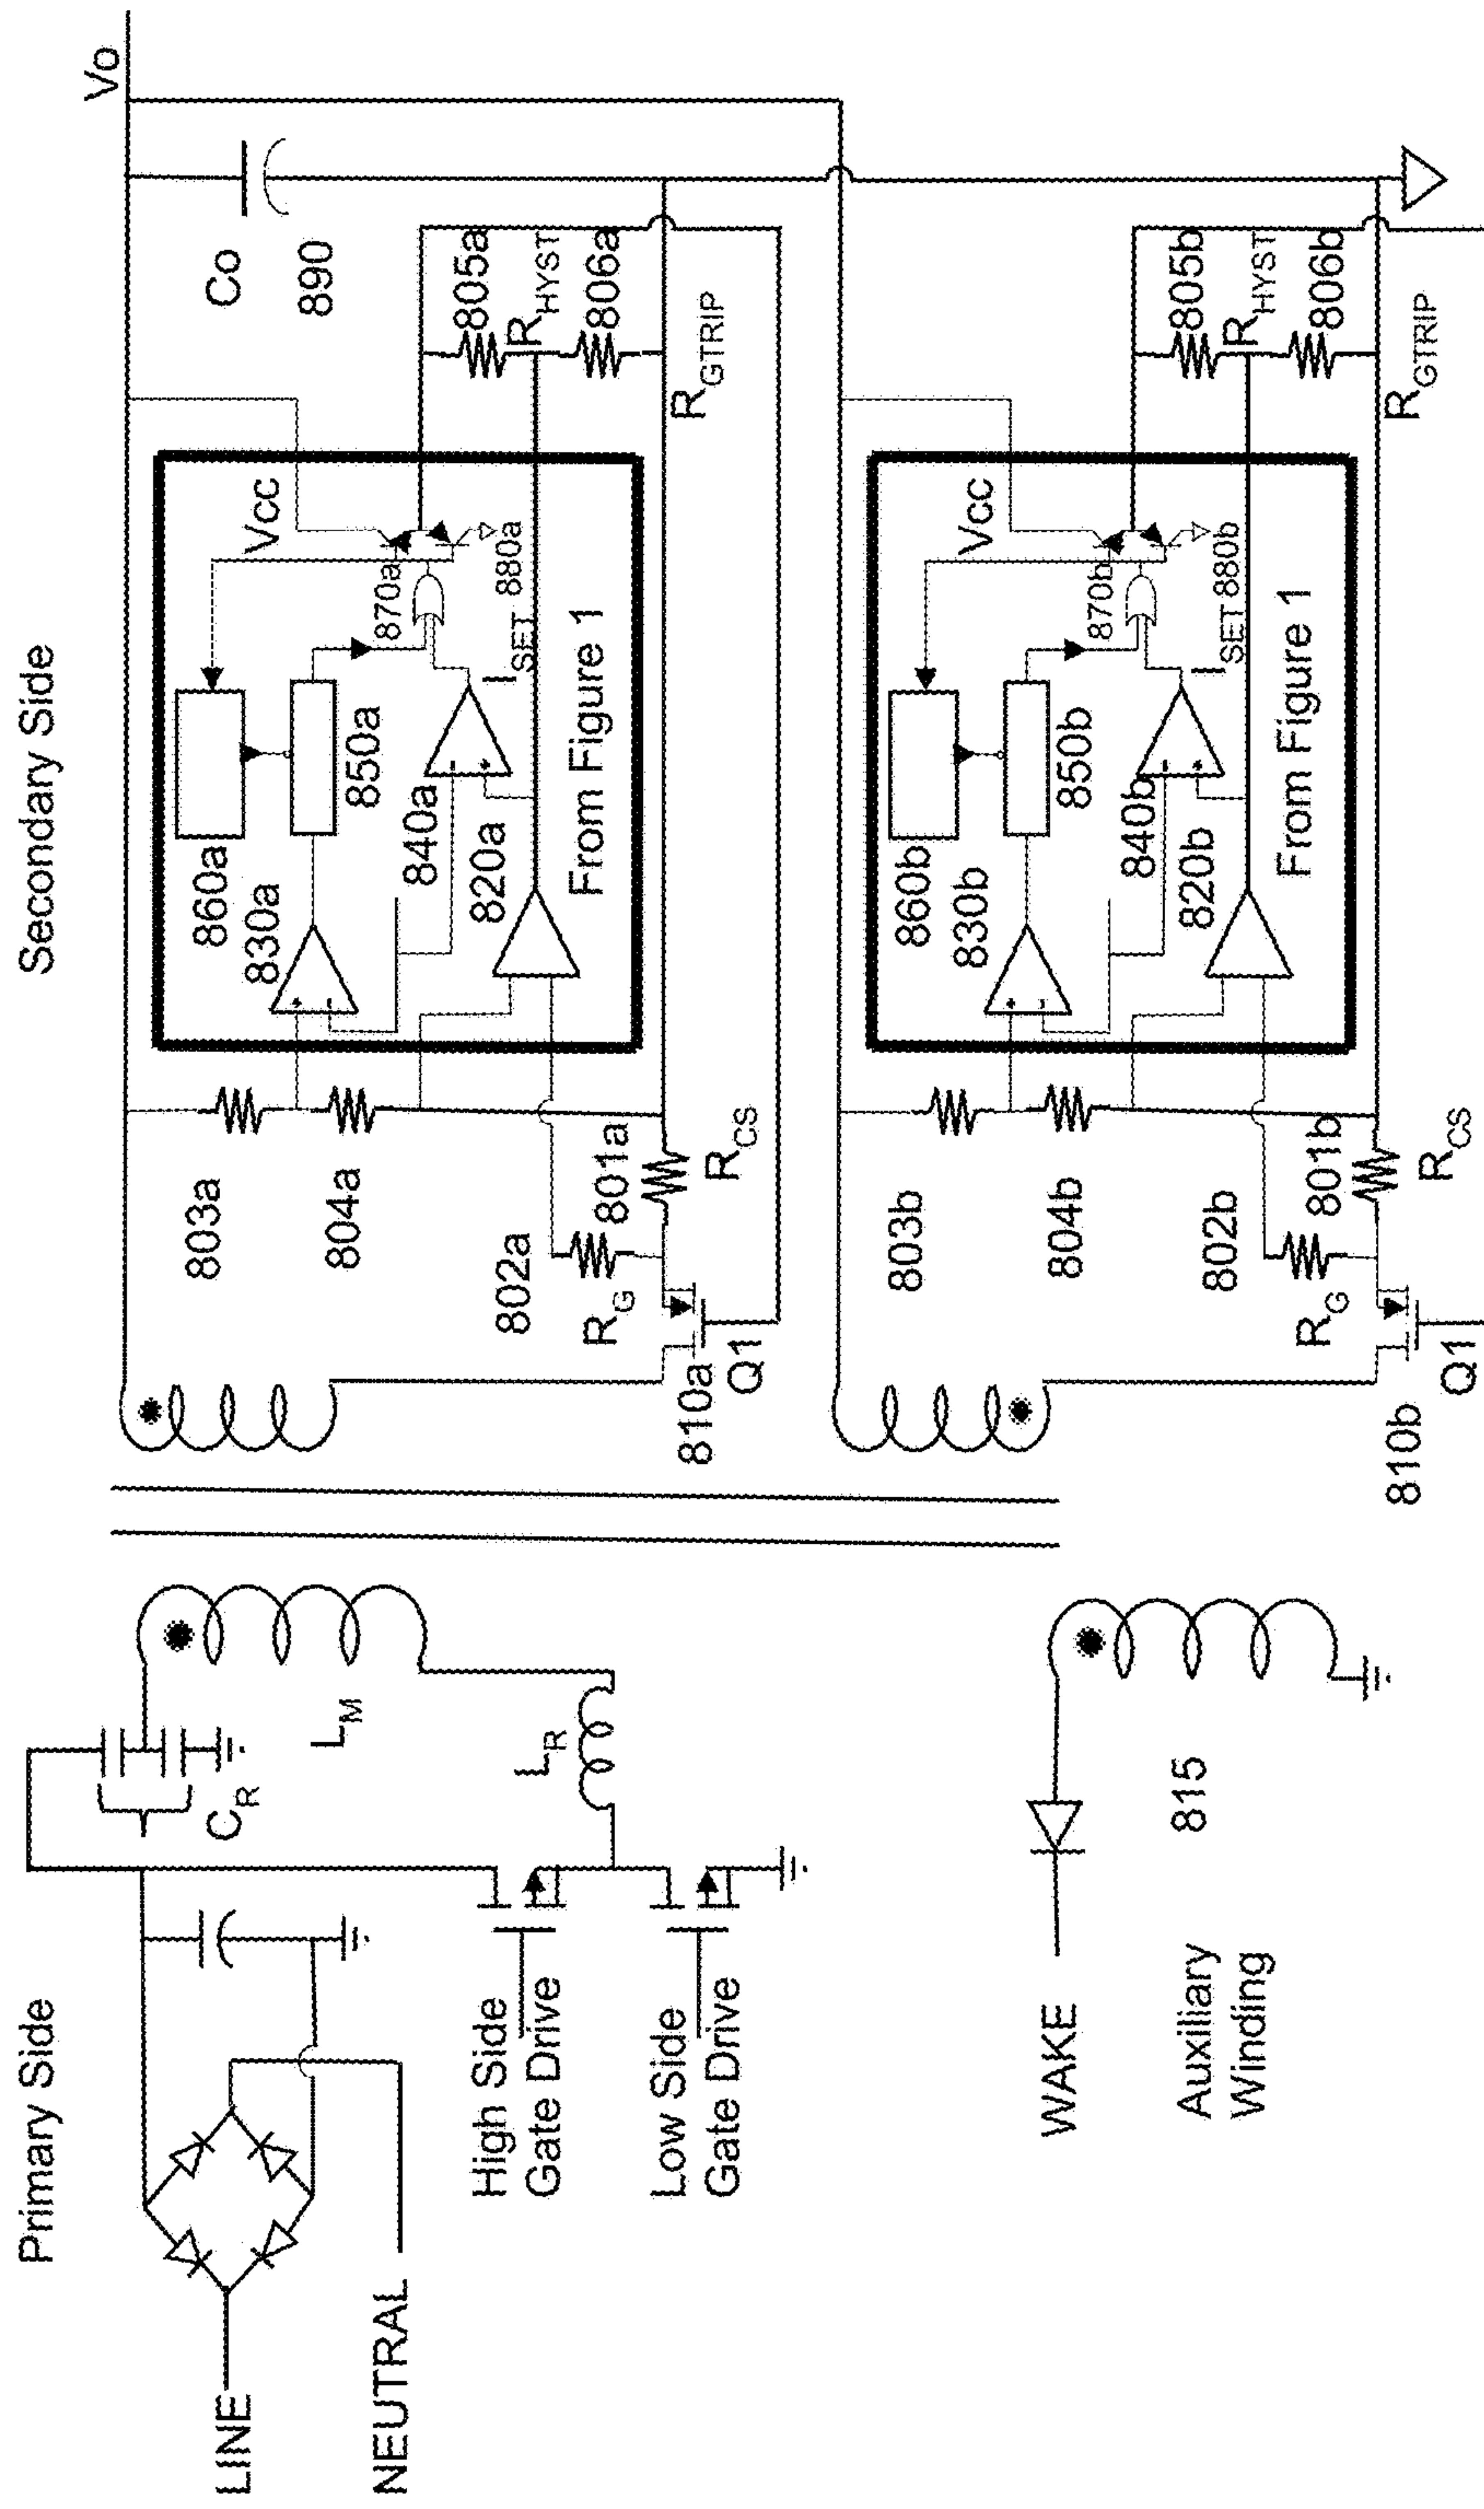 Primary Side
LINE
NEUTRAL
C_R
L_M
L_R
High Side
Gate Drive
Low Side
Gate Drive
WAKE
815
Auxiliary
Winding
Secondary Side
Vo
Co
890
803a
804a
860a
830a
850a
840a
820a
Vcc
870a
880a
I_SET
From Figure 1
805a
R_HYST
806a
R_GTRIP
802a
R_G
801a
R_CS
810a
Q1
803b
804b
860b
830b
850b
840b
820b
Vcc
870b
880b
I_SET
From Figure 1
805b
R_HYST
806b
R_GTRIP
802b
R_G
801b
R_CS
810b
Q1